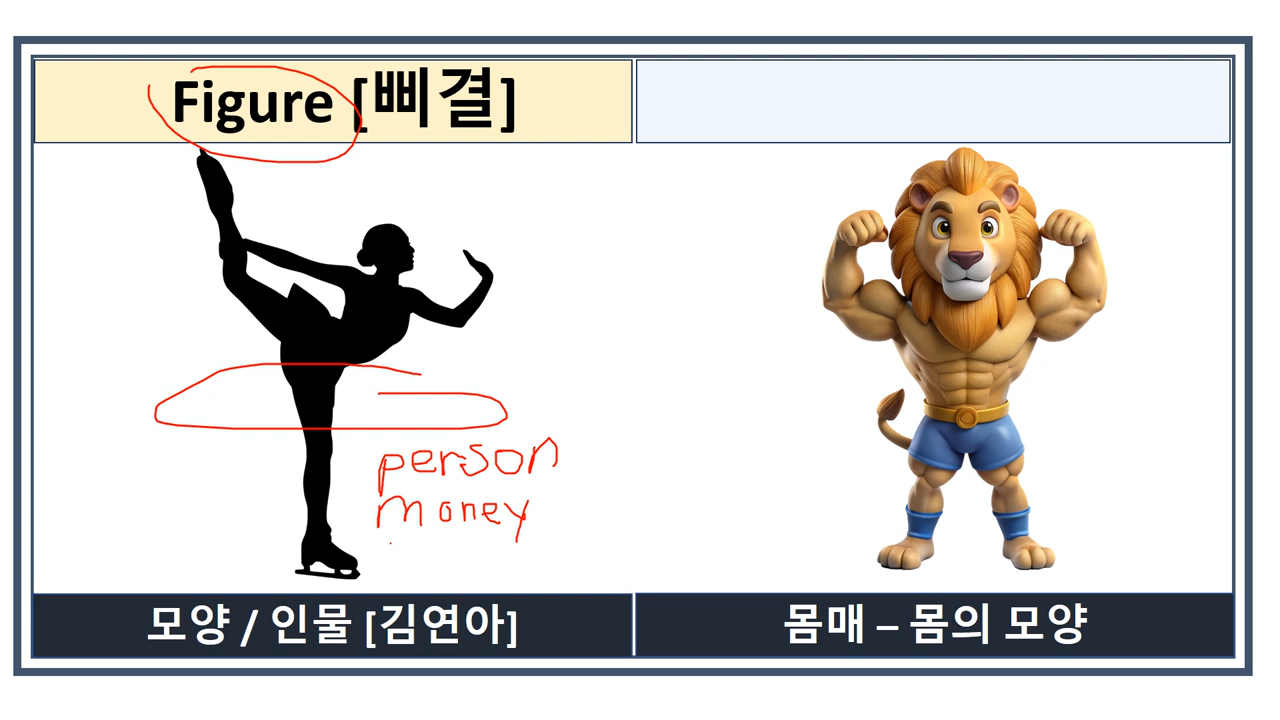 Figure [삐결]
person
money
모양 / 인물 [김연아]
몸매 – 몸의 모양